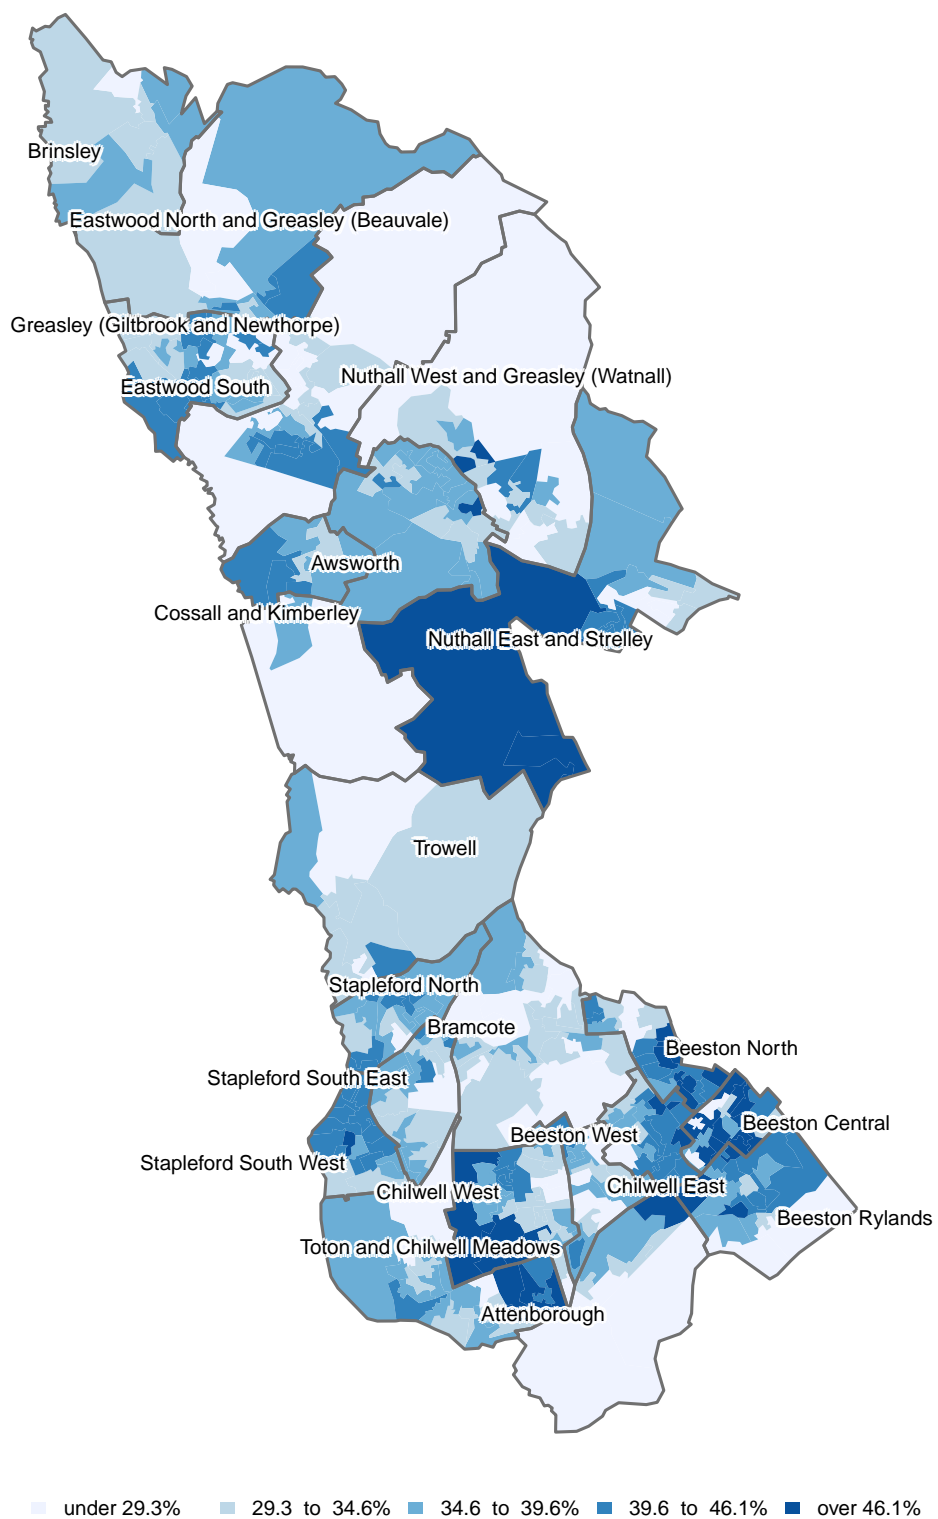 Brinsley
Eastwood North and Greasley (Beauvale)
Greasley (Giltbrook and Newthorpe)
Nuthall West and Greasley (Watnall)
Eastwood South
Awsworth
Cossall and Kimberley
Nuthall East and Strelley
Trowell
Stapleford North
Bramcote
Beeston North
Stapleford South East
Beeston Central
Beeston West
Stapleford South West
Chilwell West
Chilwell East
Beeston Rylands
Toton and Chilwell Meadows
Attenborough
under 29.3% 29.3 to 34.6% 34.6 to 39.6% 39.6 to 46.1% over 46.1%